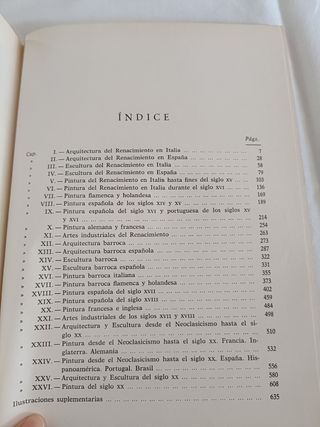 ÍNDICE
Págs.
Cap. I.—Arquitectura del Renacimiento en Italia ... 7
» II.—Arquitectura del Renacimiento en España ... 28
» III.—Escultura del Renacimiento en Italia ... 58
» IV.—Escultura del Renacimiento en España ... 79
» V.—Pintura del Renacimiento en Italia hasta fines del siglo XV ... 103
» VI.—Pintura del Renacimiento en Italia durante el siglo XVI ... 136
» VII.—Pintura flamenca y holandesa ... 169
» VIII.—Pintura española de los siglos XIV y XV ... 189
» IX.—Pintura española del siglo XVI y portuguesa de los siglos XV
y XVI ... 214
» X.—Pintura alemana y francesa ... 254
» XI.—Artes industriales del Renacimiento ... 263
» XII.—Arquitectura barroca ... 273
» XIII.—Arquitectura barroca española ... 287
» XIV.—Escultura barroca ... 322
» XV.—Escultura barroca española ... 331
» XVI.—Pintura barroca italiana ... 355
» XVII.—Pintura barroca flamenca y holandesa ... 373
» XVIII.—Pintura española del siglo XVII ... 402
» XIX.—Pintura española del siglo XVIII ... 459
» XX.—Pintura francesa e inglesa ... 484
» XXI.—Artes industriales de los siglos XVII y XVIII ... 498
» XXII.—Arquitectura y Escultura desde el Neoclasicismo hasta el si-
glo XX ... 510
» XXIII.—Pintura desde el Neoclasicismo hasta el siglo XX. Francia. In-
glaterra. Alemania ... 532
» XXIV.—Pintura desde el Neoclasicismo hasta el siglo XX. España. His-
panoamérica. Portugal. Brasil ... 556
» XXV.—Arquitectura y Escultura del siglo XX ... 580
» XXVI.—Pintura del siglo XX ... 608
Ilustraciones suplementarias ... 635